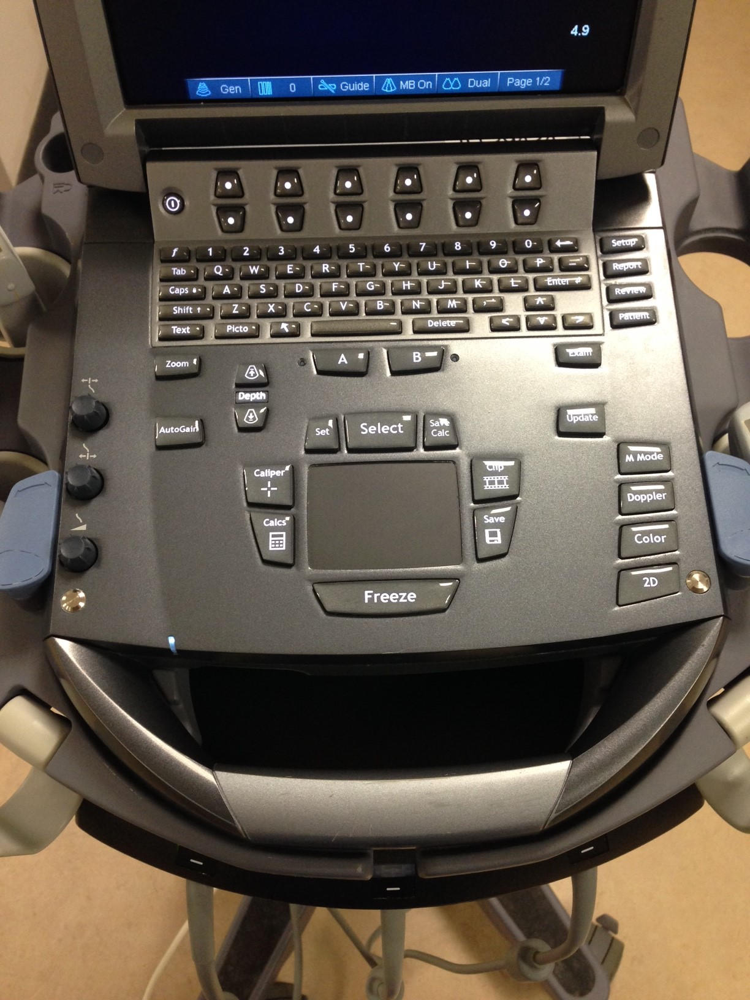 4.9
Gen 0 Guide MB On Dual Page 1/2
f 1 2 3 4 5 6 7 8 9 0
Setup
Tab Q W E R T Y U I O P
Report
Caps A S D F G H J K L Enter
Review
Shift Z X C V B N M
Patient
Text Picto Delete
Zoom A B Exam
Depth
AutoGain Set Select Save Calc Update
M Mode
Caliper Clip
Doppler
Calcs Save
Color
Freeze 2D